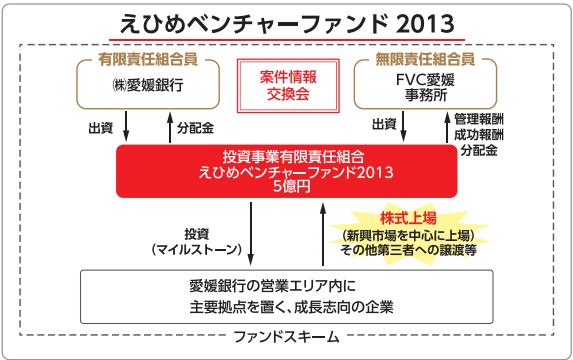 えひめベンチャーファンド 2013
有限責任組合員
㈱愛媛銀行
案件情報
交換会
無限責任組合員
FVC愛媛
事務所
出資
分配金
出資
管理報酬
成功報酬
分配金
投資事業有限責任組合
えひめベンチャーファンド2013
5億円
投資
(マイルストーン)
株式上場
(新興市場を中心に上場)
その他第三者への譲渡等
愛媛銀行の営業エリア内に
主要拠点を置く、成長志向の企業
ファンドスキーム